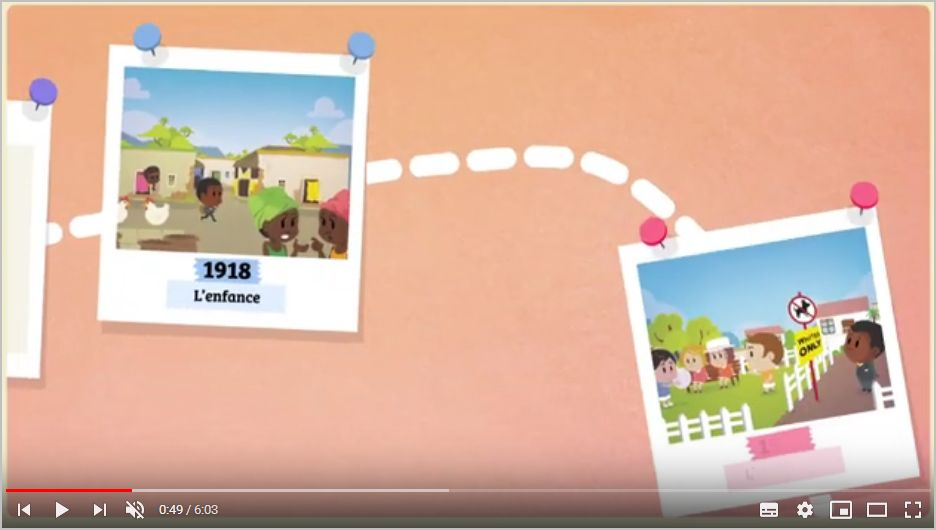 1918
L'enfance
WHITES
ONLY
0:49 / 6:03